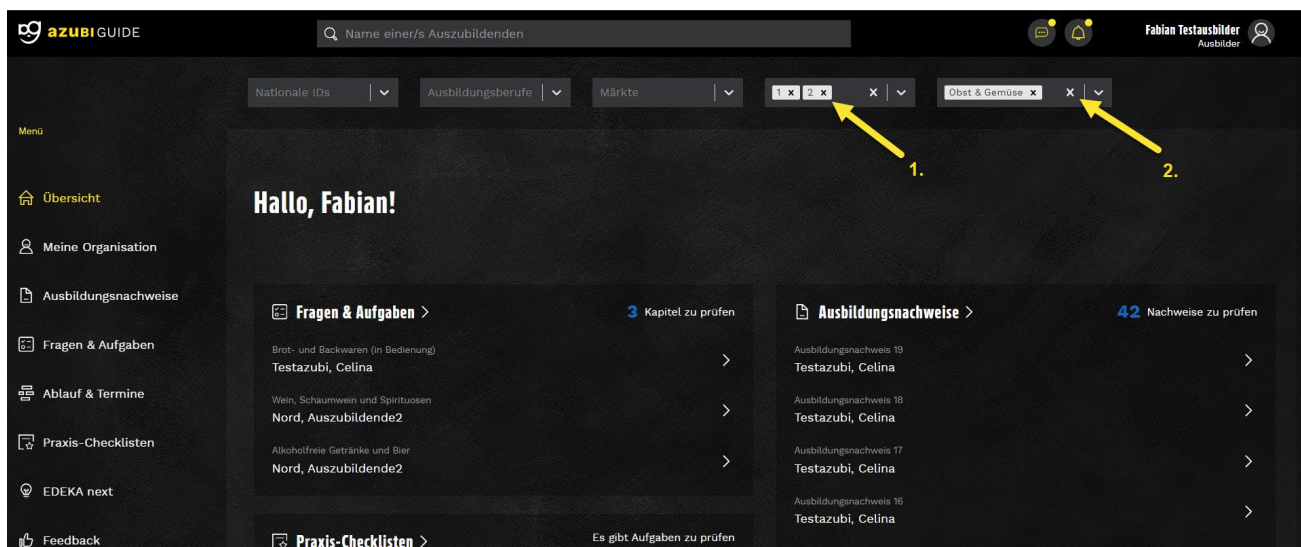 azubiGUIDE
Name einer/s Auszubildenden
Fabian Testausbilder
Ausbilder
Nationale IDs
Ausbildungsberufe
Märkte
1 x 2 x x
Obst & Gemüse x x
1.
2.
Menü
Übersicht
Meine Organisation
Ausbildungsnachweise
Fragen & Aufgaben
Ablauf & Termine
Praxis-Checklisten
EDEKA next
Feedback
Hallo, Fabian!
Fragen & Aufgaben >
3 Kapitel zu prüfen
Brot- und Backwaren (in Bedienung)
Testazubi, Celina
Wein, Schaumwein und Spirituosen
Nord, Auszubildende2
Alkoholfreie Getränke und Bier
Nord, Auszubildende2
Praxis-Checklisten >
Es gibt Aufgaben zu prüfen
Ausbildungsnachweise >
42 Nachweise zu prüfen
Ausbildungsnachweis 19
Testazubi, Celina
Ausbildungsnachweis 18
Testazubi, Celina
Ausbildungsnachweis 17
Testazubi, Celina
Ausbildungsnachweis 16
Testazubi, Celina